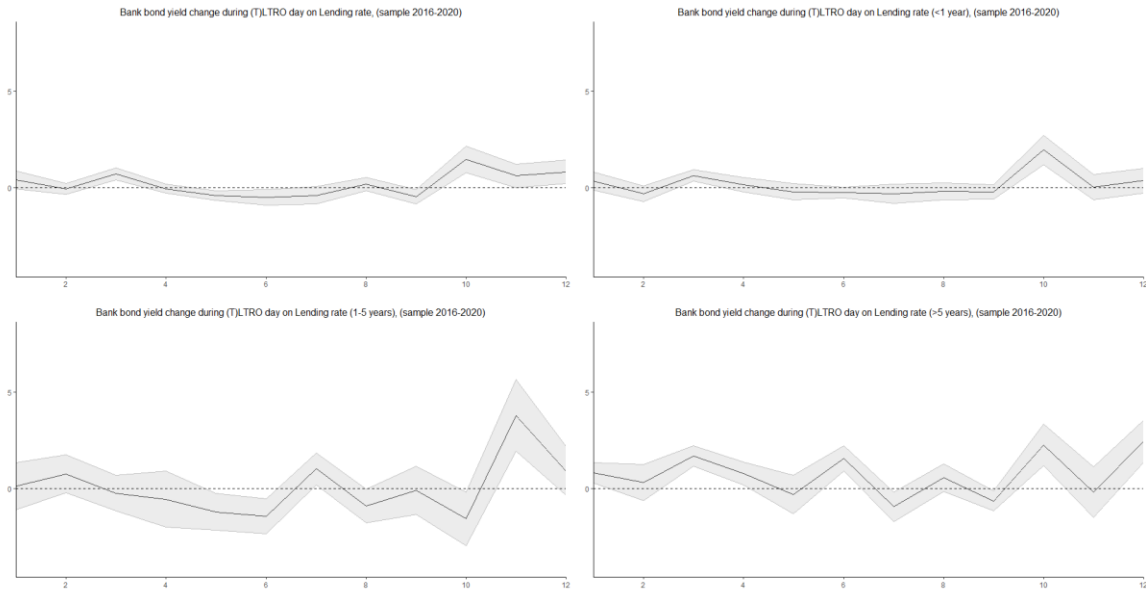 Bank bond yield change during (T)LTRO day on Lending rate, (sample 2016-2020)
5
0
2 4 6 8 10 12
Bank bond yield change during (T)LTRO day on Lending rate (<1 year), (sample 2016-2020)
5
0
2 4 6 8 10 12
Bank bond yield change during (T)LTRO day on Lending rate (1-5 years), (sample 2016-2020)
5
0
2 4 6 8 10 12
Bank bond yield change during (T)LTRO day on Lending rate (>5 years), (sample 2016-2020)
5
0
2 4 6 8 10 12